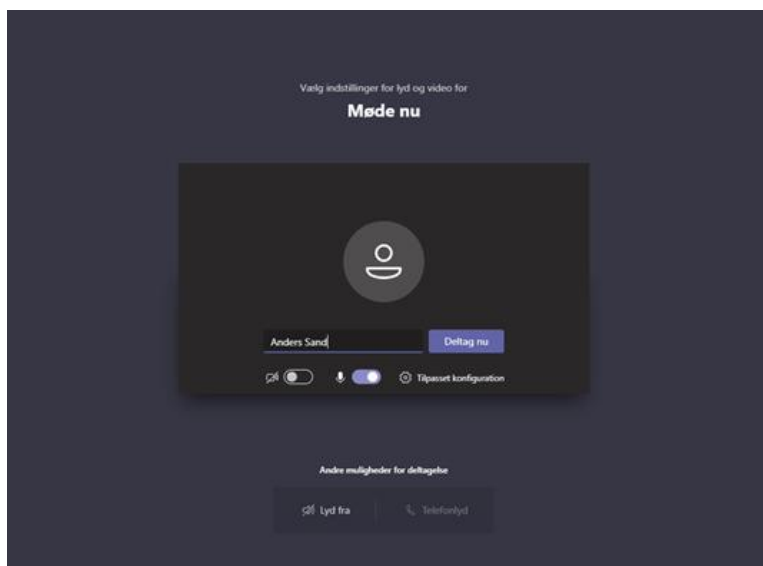 Vælg indstillinger for lyd og video for
Møde nu
Anders Sand
Deltag nu
Tilpasset konfiguration
Andre muligheder for deltagelse
Lyd fra
Telefonlyd